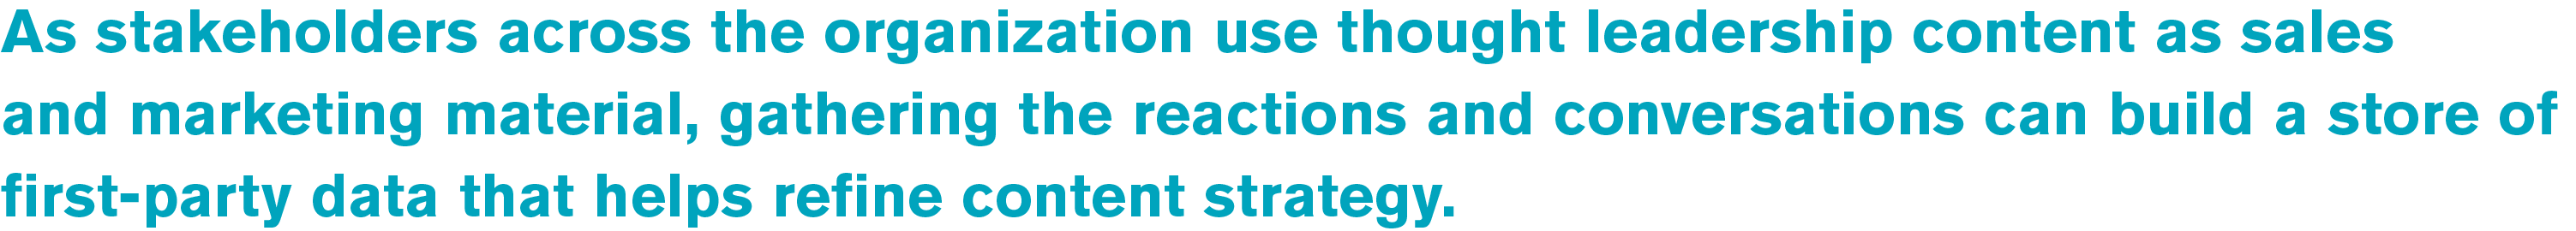 As stakeholders across the organization use thought leadership content as sales
and marketing material, gathering the reactions and conversations can build a store of
first-party data that helps refine content strategy.